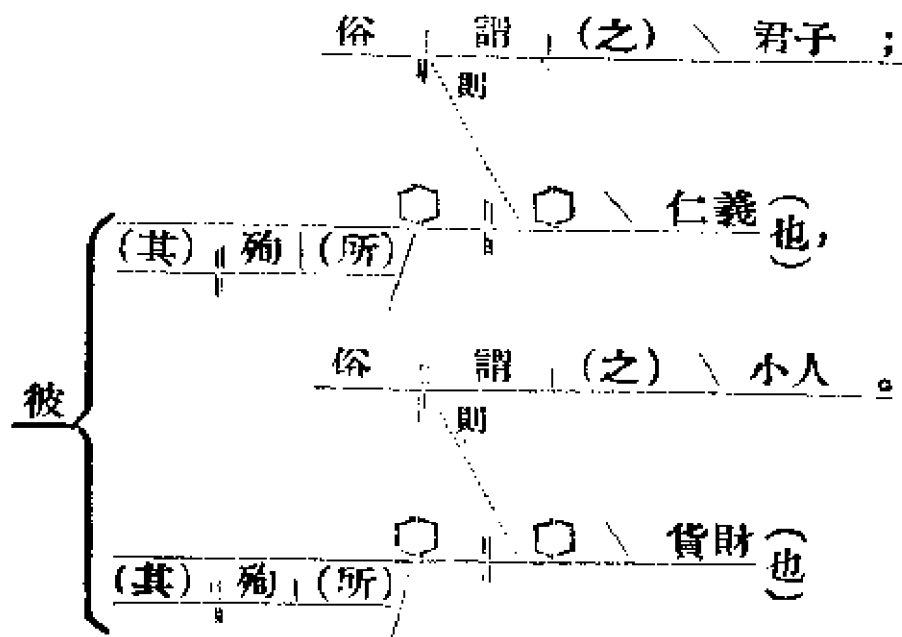 俗 謂 (之) 君子 ;
則
仁義 (也),
(其) 殉 (所)
俗 謂 (之) 小人 。
彼
則
貨財 (也)
(其) 殉 (所)